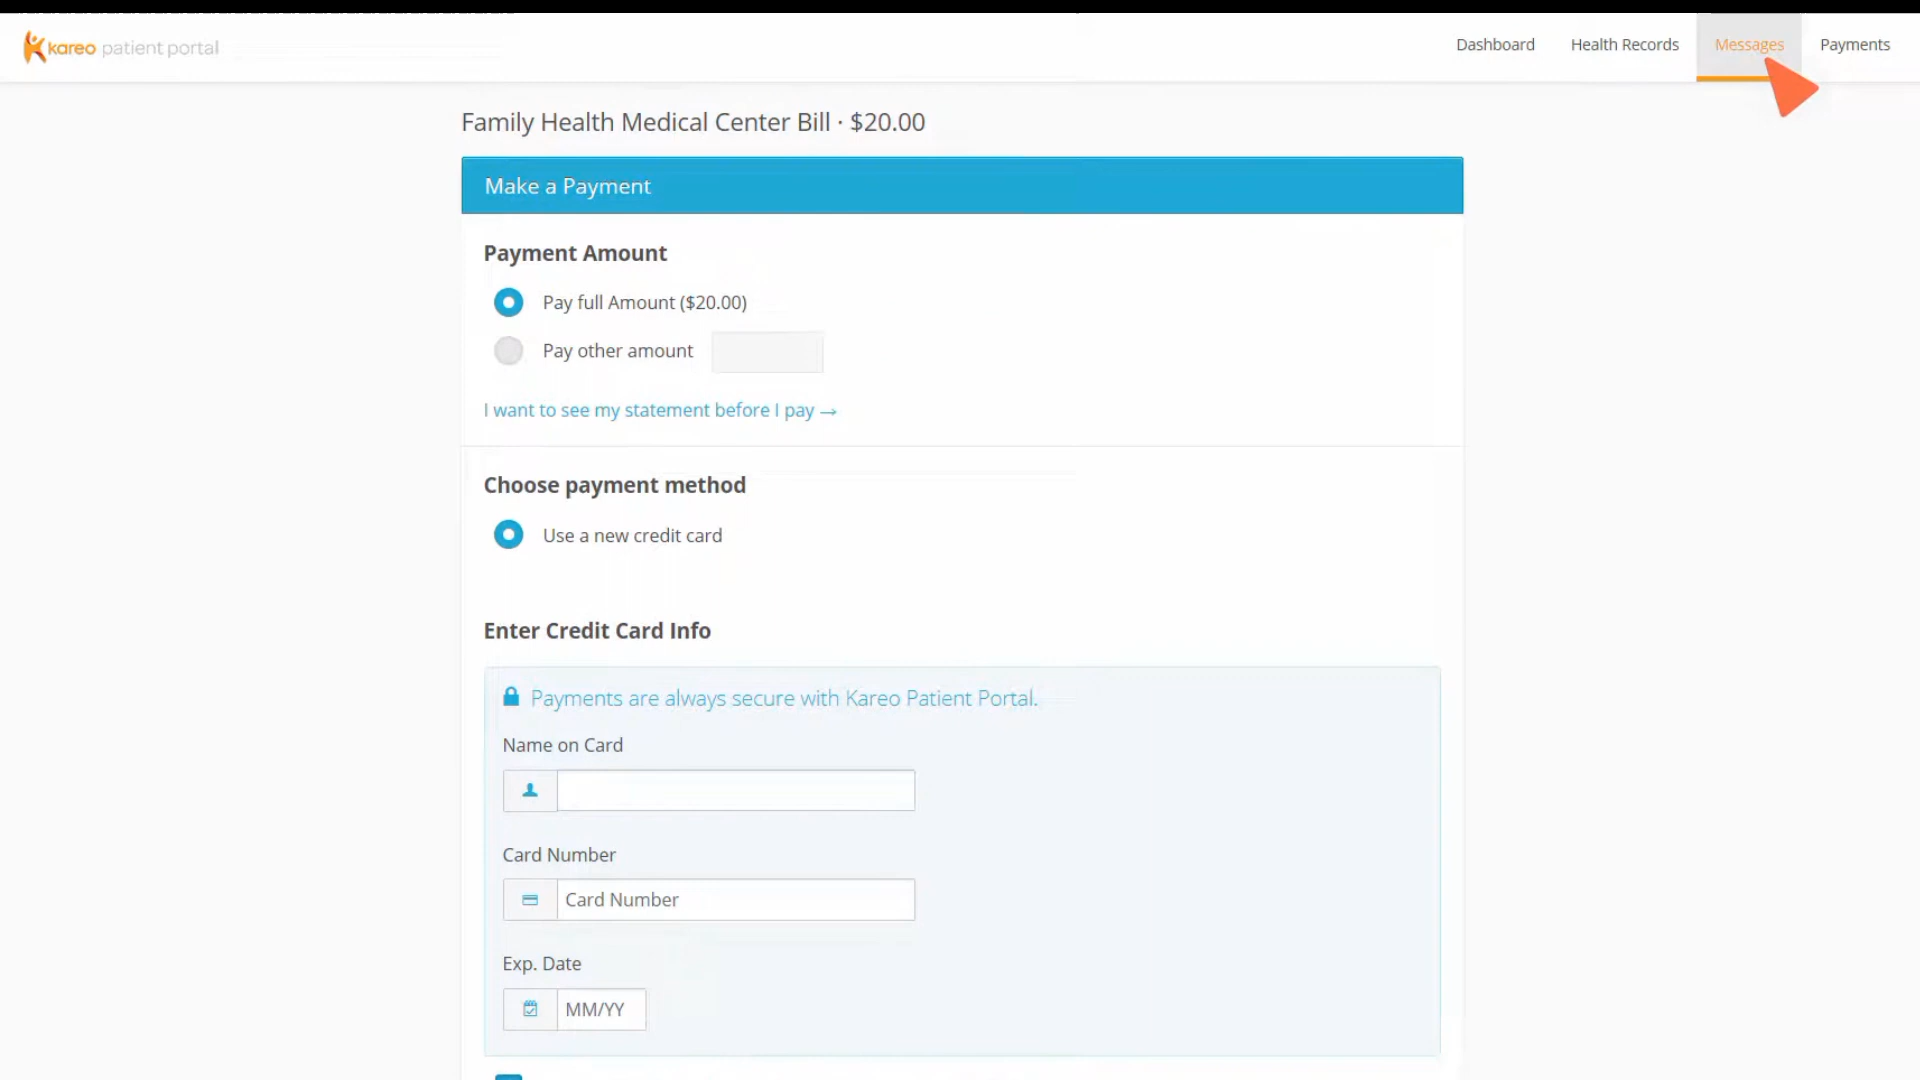 kareo patient portal
Dashboard
Health Records
Messages
Payments
Family Health Medical Center Bill · $20.00
Make a Payment
Payment Amount
Pay full Amount ($20.00)
Pay other amount
I want to see my statement before I pay →
Choose payment method
Use a new credit card
Enter Credit Card Info
Payments are always secure with Kareo Patient Portal.
Name on Card
Card Number
Card Number
Exp. Date
MM/YY